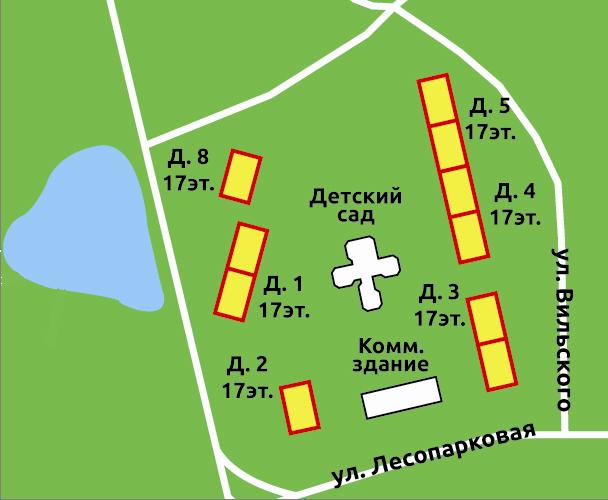 Д. 5
17эт.
Д. 8
17эт.
Детский
сад
Д. 4
17эт.
Д. 1
17эт.
Д. 3
17эт.
ул. Вильского
Комм.
здание
Д. 2
17эт.
ул. Лесопарковая